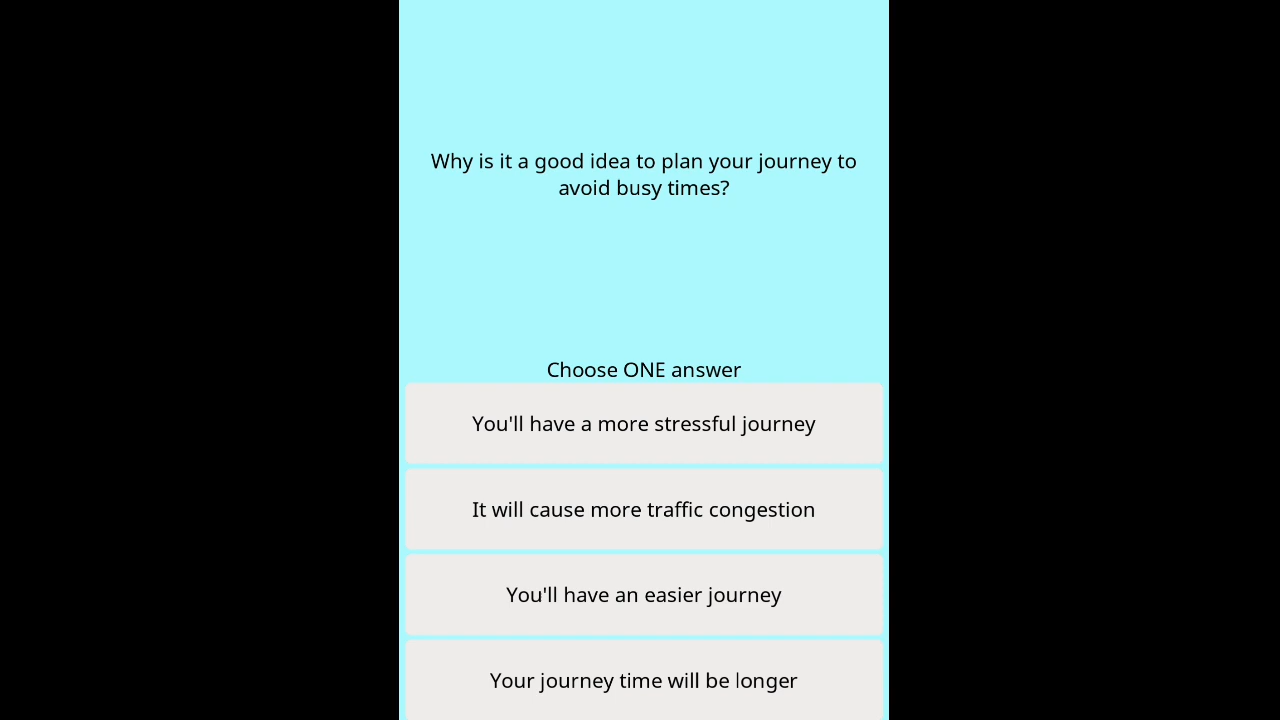 Why is it a good idea to plan your journey to
avoid busy times?
Choose ONE answer
You'll have a more stressful journey
It will cause more traffic congestion
You'll have an easier journey
Your journey time will be longer